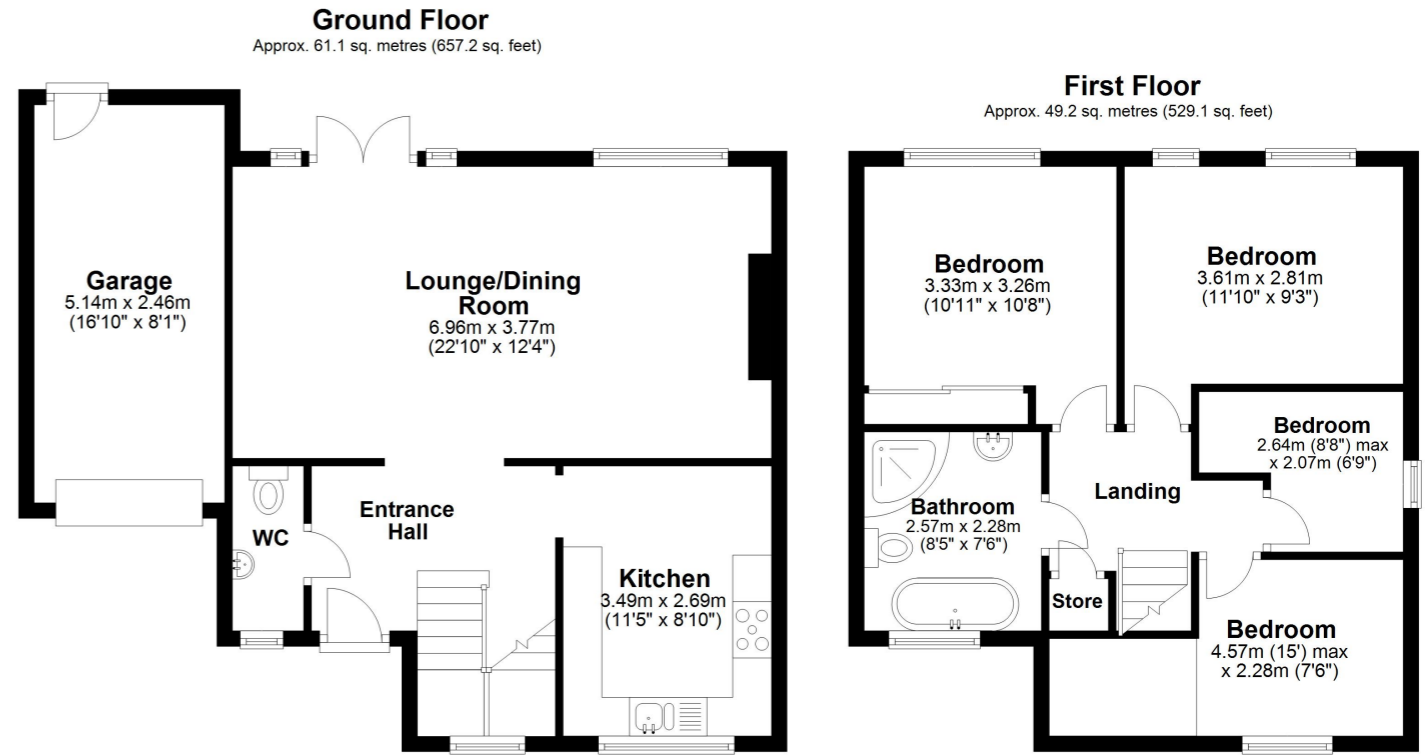 Ground Floor
Approx. 61.1 sq. metres (657.2 sq. feet)
Garage
5.14m x 2.46m
(16'10" x 8'1")
Lounge/Dining
Room
6.96m x 3.77m
(22'10" x 12'4")
WC
Entrance
Hall
Kitchen
3.49m x 2.69m
(11'5" x 8'10")
First Floor
Approx. 49.2 sq. metres (529.1 sq. feet)
Bedroom
3.33m x 3.26m
(10'11" x 10'8")
Bedroom
3.61m x 2.81m
(11'10" x 9'3")
Bedroom
2.64m (8'8") max
x 2.07m (6'9")
Landing
Bathroom
2.57m x 2.28m
(8'5" x 7'6")
Store
Bedroom
4.57m (15') max
x 2.28m (7'6")